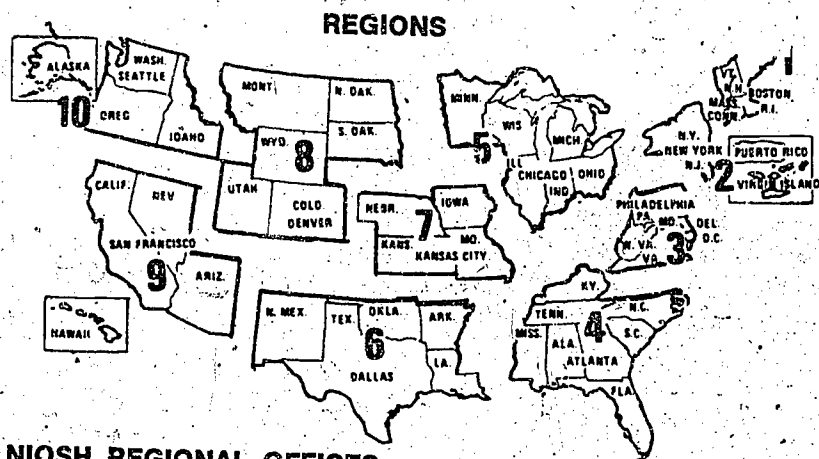 REGIONS
ALASKA
WASH.
SEATTLE
10
OREG
IDAHO
MONT
N. DAK.
S. DAK.
WYO.
8
UTAH
COLO.
DENVER
CALIF.
NEV
SAN FRANCISCO
9
ARIZ.
HAWAII
NEBR.
IOWA
7
KANS.
MO.
KANSAS CITY
N. MEX.
TEX.
OKLA.
ARK.
6
LA.
DALLAS
MINN.
WIS
MICH
5
ILL
CHICAGO
OHIO
IND
KY.
TENN.
N.C.
4
S.C.
MISS.
ALA.
ATLANTA
FLA.
PHILADELPHIA
PA.
MD.
DEL.
D.C.
W. VA.
VA.
3
N.Y.
NEW YORK
N.J.
2
PUERTO RICO
VIRGIN ISLAND
VT.
N.H.
BOSTON
MASS.
R.I.
CONN.
1
NIOSH REGIONAL OFFICES